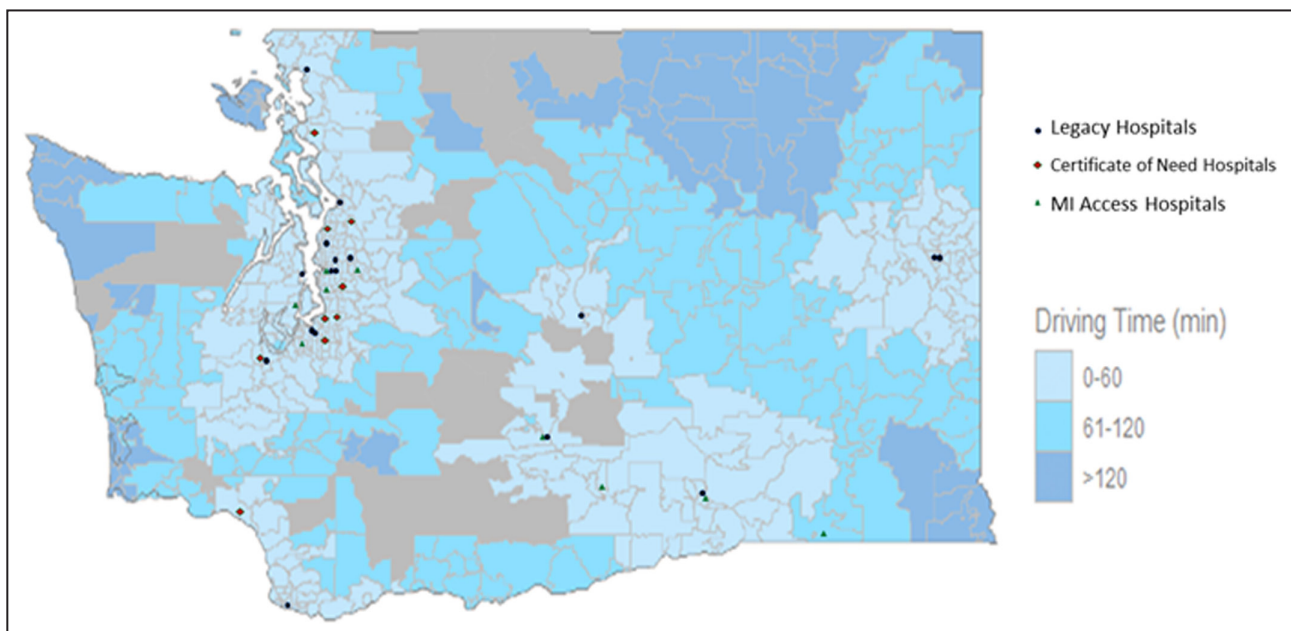 Legacy Hospitals
Certificate of Need Hospitals
MI Access Hospitals
Driving Time (min)
0-60
61-120
>120